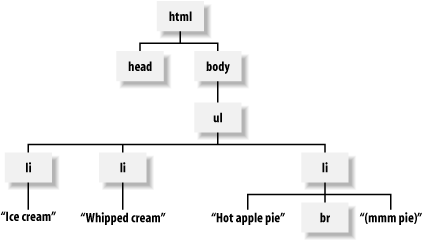 html
head body
ul
li li li
"Ice cream" "Whipped cream" "Hot apple pie" br "(mmm pie)"